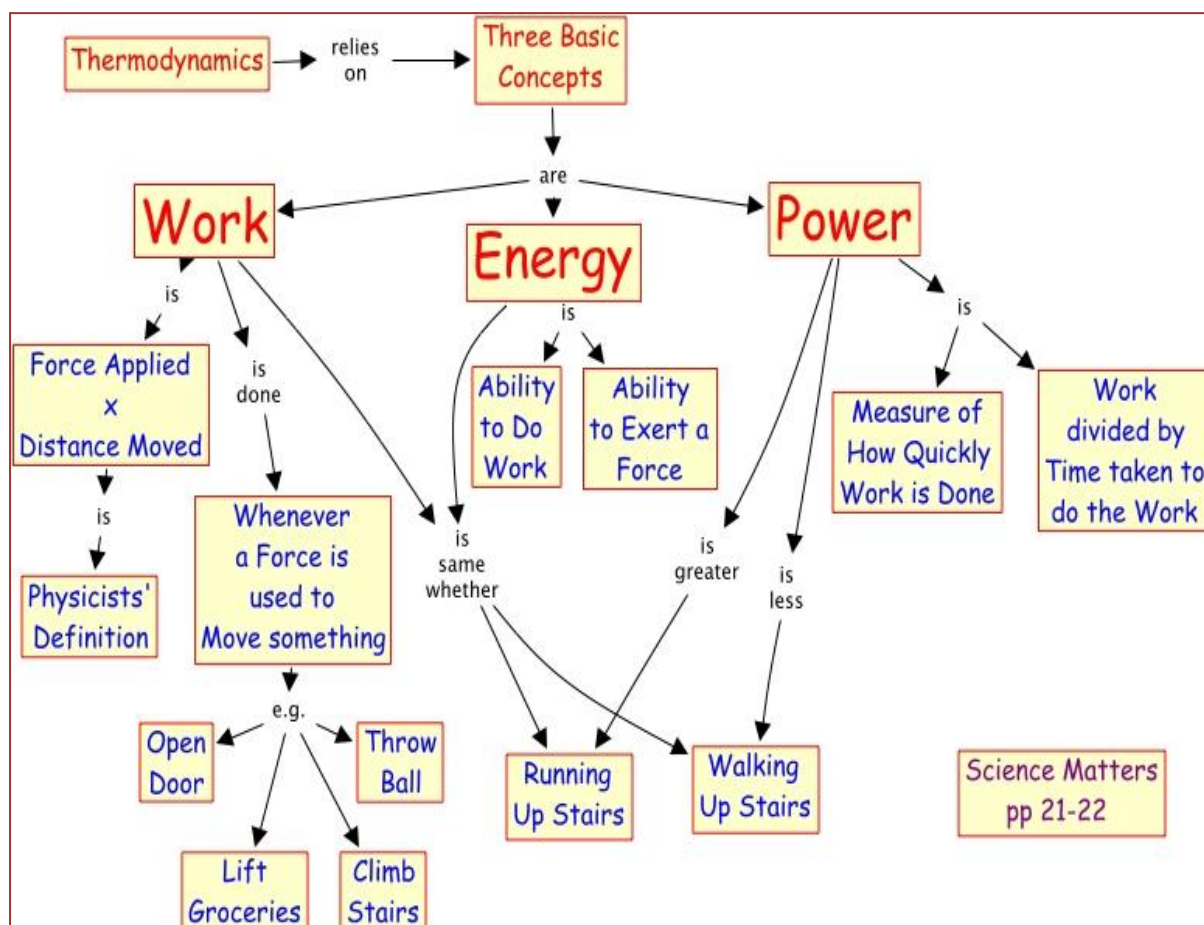 Thermodynamics
relies
on
Three Basic
Concepts
are
Work
Energy
Power
is
Force Applied
x
Distance Moved
is
Physicists'
Definition
is
done
Whenever
a Force is
used to
Move something
e.g.
Open
Door
Throw
Ball
Lift
Groceries
Climb
Stairs
is
Ability
to Do
Work
Ability
to Exert a
Force
is
same
whether
is
greater
is
less
Running
Up Stairs
Walking
Up Stairs
is
Measure of
How Quickly
Work is Done
Work
divided by
Time taken to
do the Work
Science Matters
pp 21-22